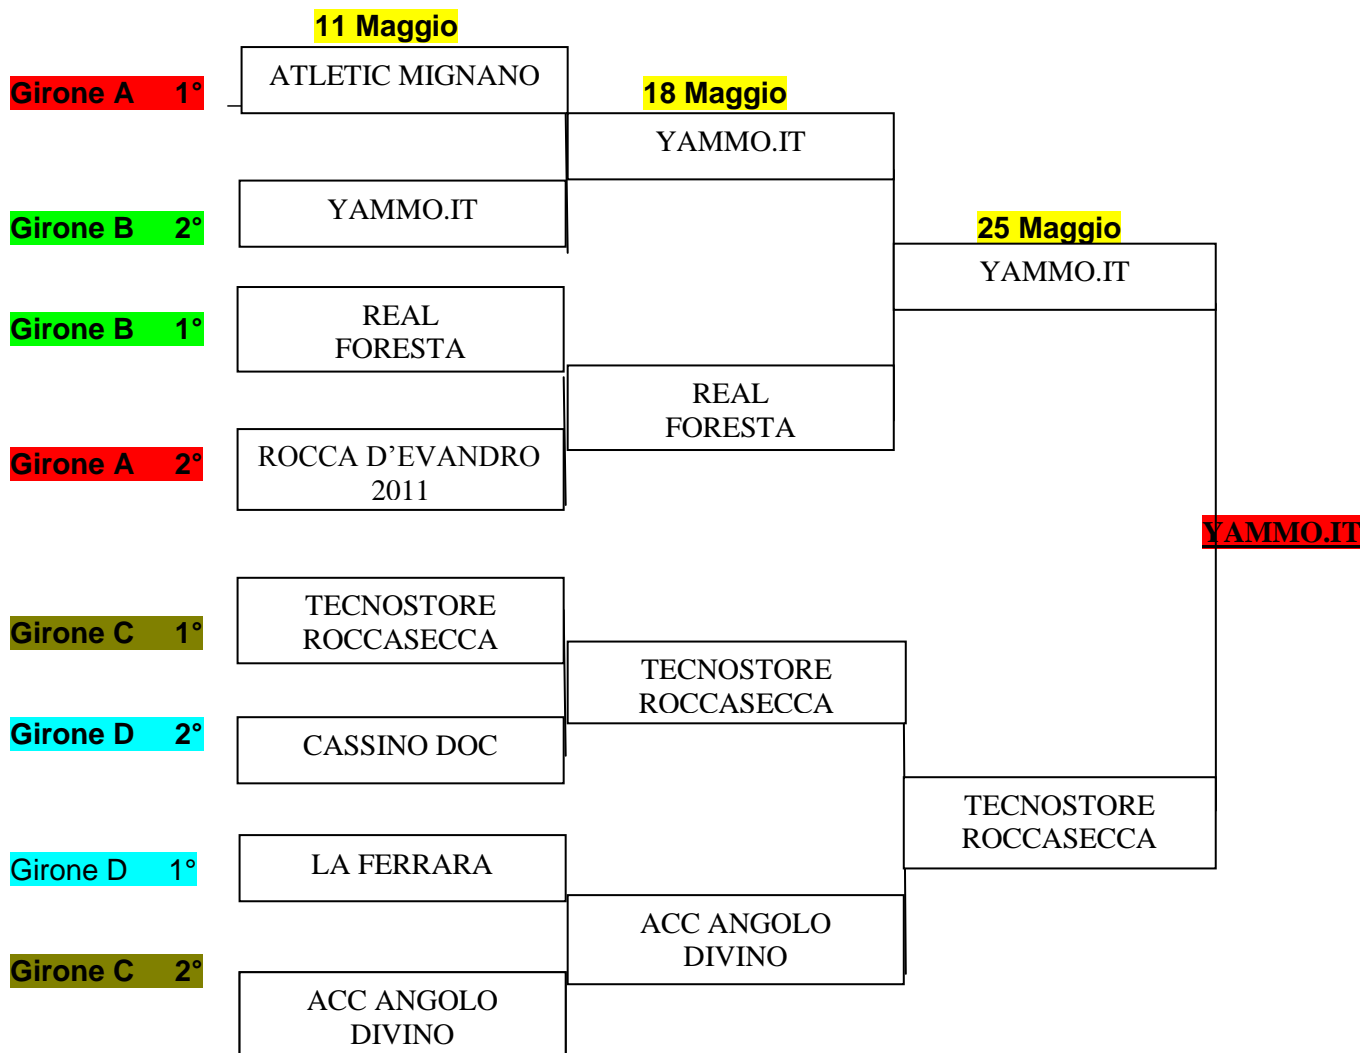 11 Maggio
Girone A 1°
ATLETIC MIGNANO
18 Maggio
YAMMO.IT
Girone B 2°
YAMMO.IT
25 Maggio
YAMMO.IT
Girone B 1°
REAL
FORESTA
REAL
FORESTA
Girone A 2°
ROCCA D’EVANDRO
2011
YAMMO.IT
Girone C 1°
TECNOSTORE
ROCCASECCA
TECNOSTORE
ROCCASECCA
Girone D 2°
CASSINO DOC
TECNOSTORE
ROCCASECCA
Girone D 1°
LA FERRARA
ACC ANGOLO
DIVINO
Girone C 2°
ACC ANGOLO
DIVINO